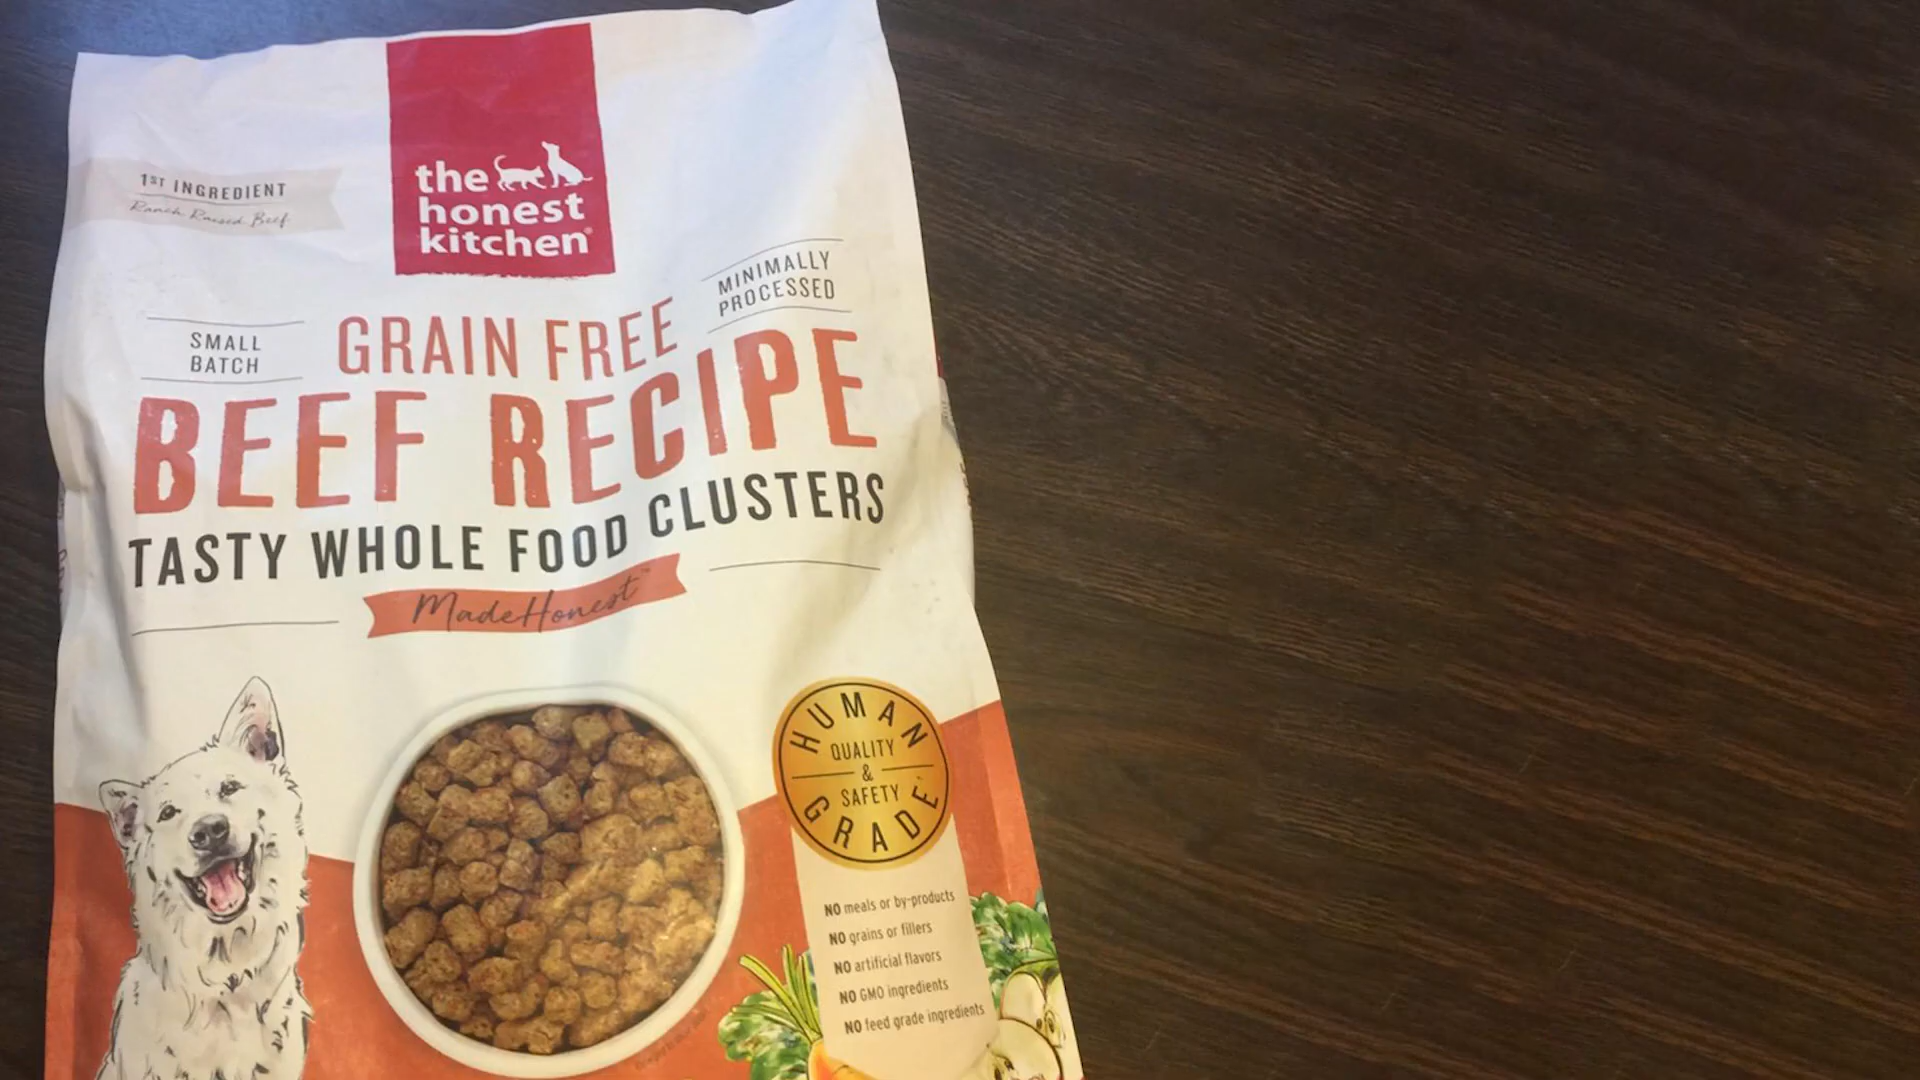 the
honest
kitchen®
1ST INGREDIENT
Ranch Raised Beef
MINIMALLY
PROCESSED
SMALL
BATCH
GRAIN FREE
BEEF RECIPE
TASTY WHOLE FOOD CLUSTERS
MadeHonest™
HUMAN
QUALITY
&
SAFETY
GRADE
NO meals or by-products
NO grains or fillers
NO artificial flavors
NO GMO ingredients
NO feed grade ingredients